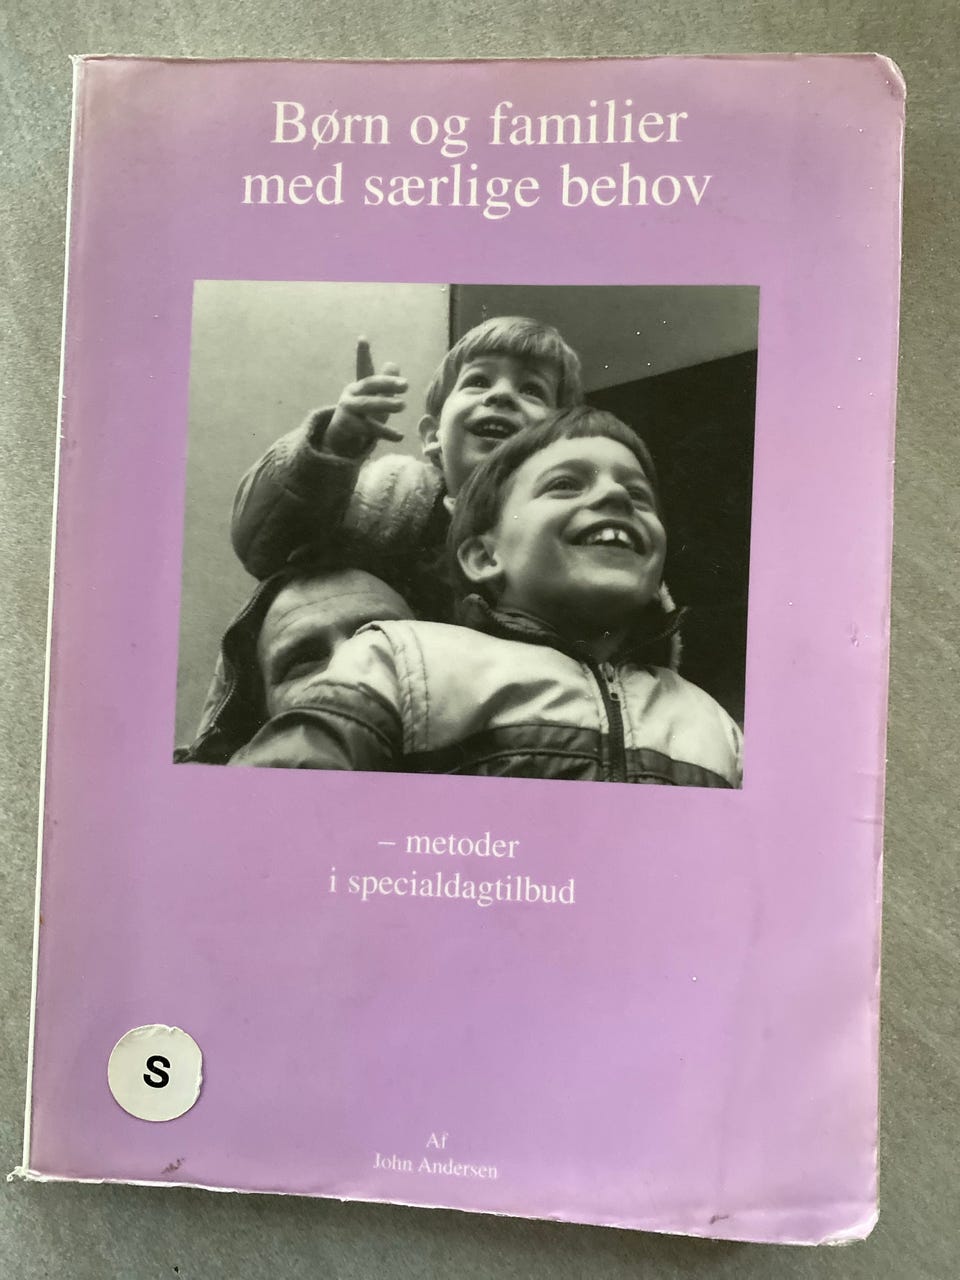 Børn og familier
med særlige behov
– metoder
i specialdagtilbud
S
Af
John Andersen